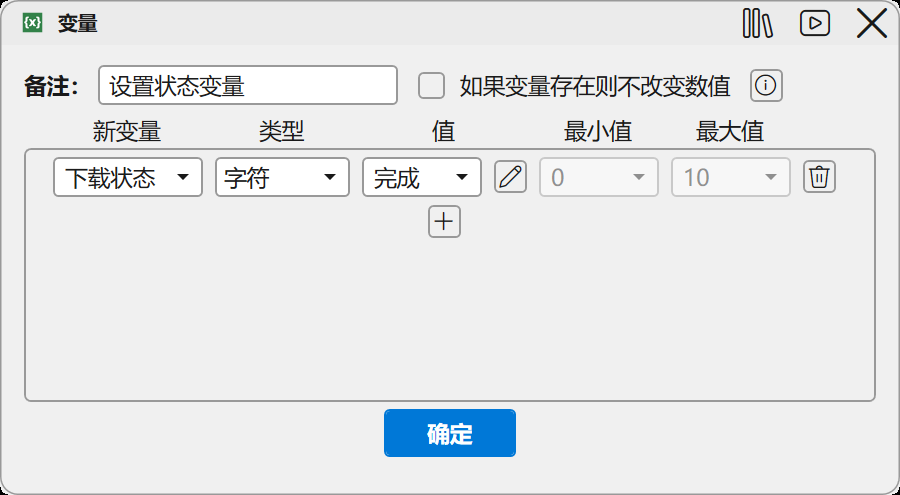 {x} 变量
备注： 设置状态变量 如果变量存在则不改变数值
新变量 类型 值 最小值 最大值
下载状态 字符 完成 0 10
确定